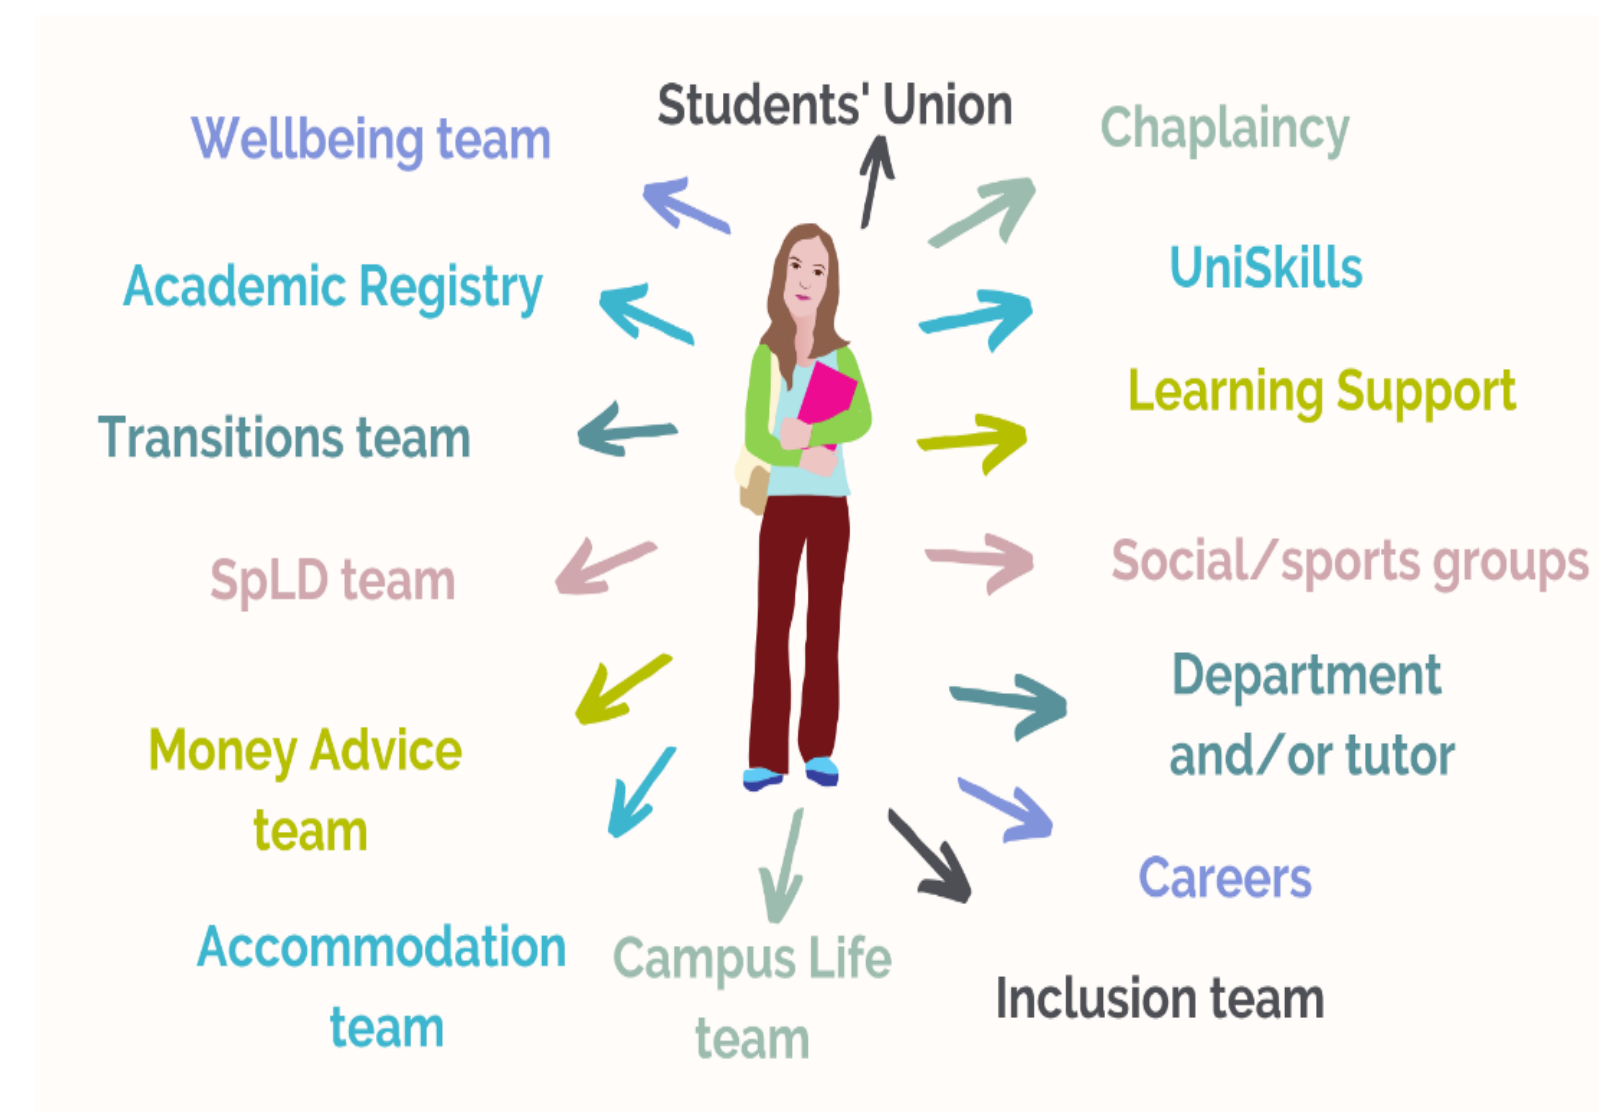 Students' Union
Wellbeing team
Chaplaincy
Academic Registry
UniSkills
Transitions team
Learning Support
SpLD team
Social/sports groups
Money Advice
team
Department
and/or tutor
Accommodation
team
Careers
Campus Life
team
Inclusion team